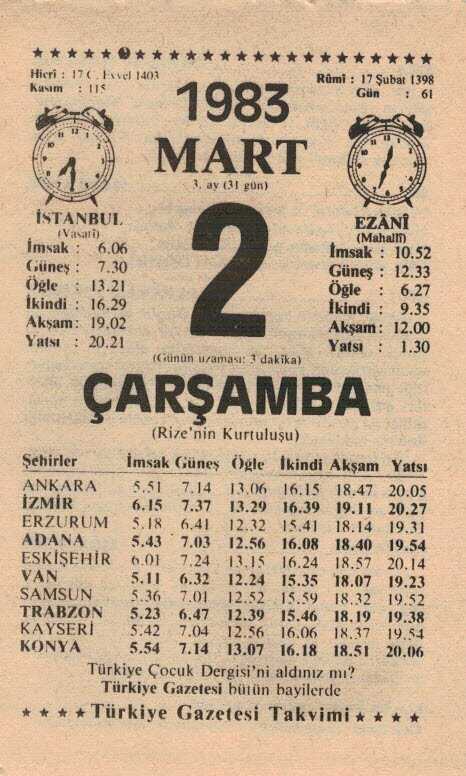 Hicri : 17 C. Evvel 1403
Kasım : 115
1983
MART
3. ay (31 gün)
Rûmi : 17 Şubat 1398
Gün : 61
İSTANBUL
(Vasati)
İmsak : 6.06
Güneş : 7.30
Öğle : 13.21
İkindi : 16.29
Akşam : 19.02
Yatsı : 20.21
2
EZÂNÎ
(Mahallî)
İmsak : 10.52
Güneş : 12.33
Öğle : 6.27
İkindi : 9.35
Akşam : 12.00
Yatsı : 1.30
(Günün uzaması: 3 dakika)
ÇARŞAMBA
(Rize'nin Kurtuluşu)
Şehirler İmsak Güneş Öğle İkindi Akşam Yatsı
ANKARA 5.51 7.14 13.06 16.15 18.47 20.05
İZMİR 6.15 7.37 13.29 16.39 19.11 20.27
ERZURUM 5.18 6.41 12.32 15.41 18.14 19.31
ADANA 5.43 7.03 12.56 16.08 18.40 19.54
ESKİŞEHİR 6.01 7.24 13.15 16.24 18.57 20.14
VAN 5.11 6.32 12.24 15.35 18.07 19.23
SAMSUN 5.36 7.01 12.52 15.59 18.32 19.52
TRABZON 5.23 6.47 12.39 15.46 18.19 19.38
KAYSERİ 5.42 7.04 12.56 16.06 18.37 19.54
KONYA 5.54 7.14 13.07 16.18 18.51 20.06
Türkiye Çocuk Dergisi'ni aldınız mı?
Türkiye Gazetesi bütün bayilerde
Türkiye Gazetesi Takvimi